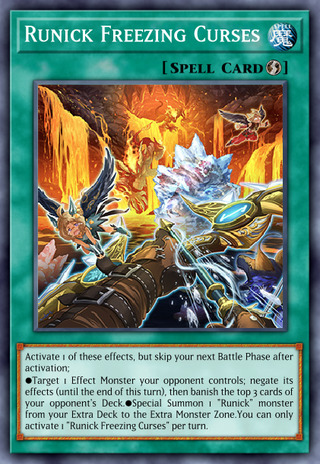 RUNICK FREEZING CURSES 魔
[SPELL CARD]
Activate 1 of these effects, but skip your next Battle Phase after
activation;
●Target 1 Effect Monster your opponent controls; negate its
effects (until the end of this turn), then banish the top 3 cards of
your opponent's Deck.●Special Summon 1 "Runick" monster
from your Extra Deck to the Extra Monster Zone.You can only
activate 1 "Runick Freezing Curses" per turn.